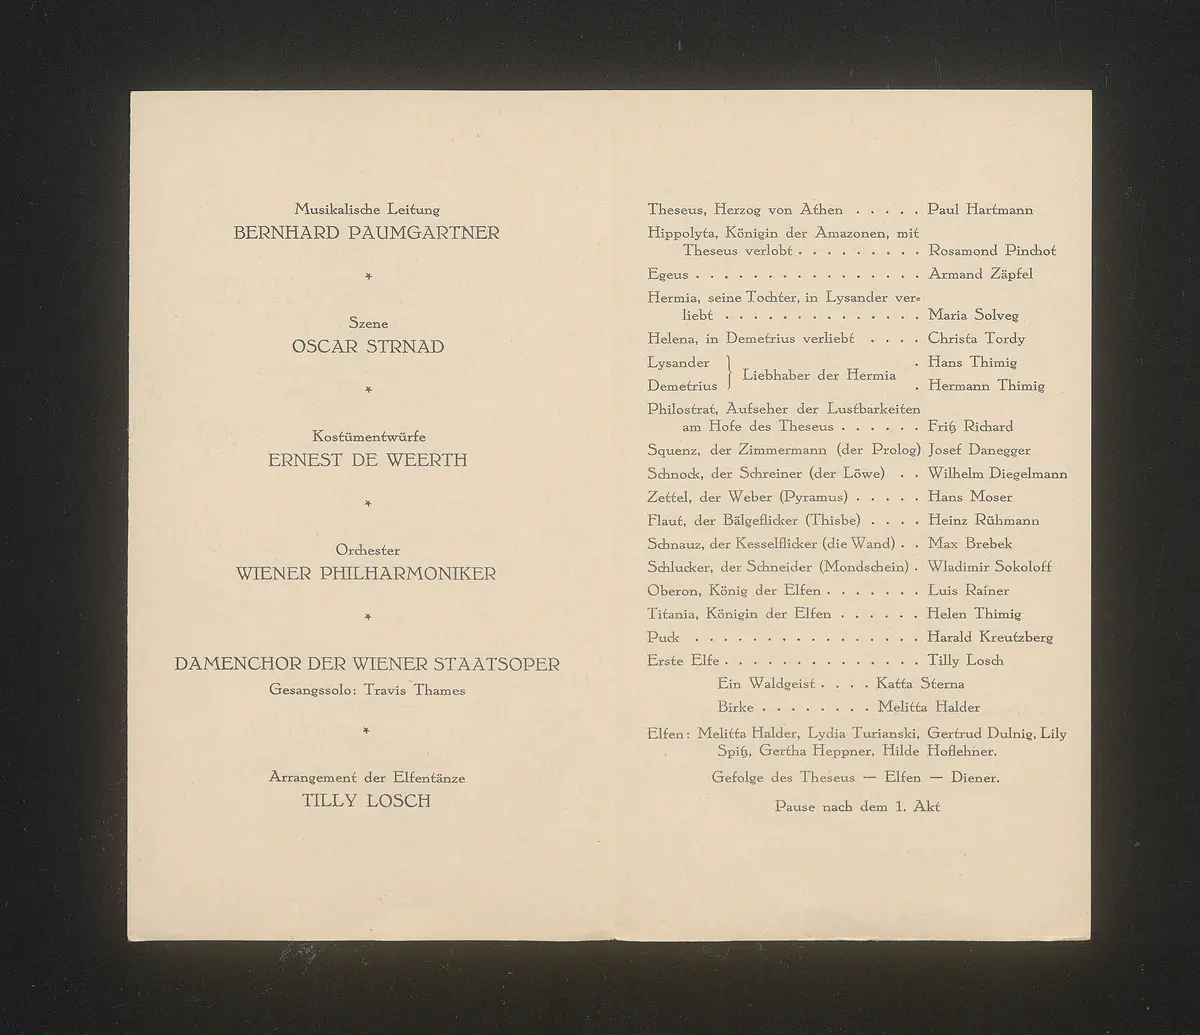 Musikalische Leitung
BERNHARD PAUMGARTNER
*
Szene
OSCAR STRNAD
*
Kostümentwürfe
ERNEST DE WEERTH
*
Orchester
WIENER PHILHARMONIKER
*
DAMENCHOR DER WIENER STAATSOPER
Gesangssolo: Travis Thames
*
Arrangement der Elfentänze
TILLY LOSCH
Theseus, Herzog von Athen . . . . . Paul Hartmann
Hippolyta, Königin der Amazonen, mit
Theseus verlobt . . . . . . . . . Rosamond Pinchot
Egeus . . . . . . . . . . . . . . . . Armand Zäpfel
Hermia, seine Tochter, in Lysander ver=
liebt . . . . . . . . . . . . . . Maria Solveg
Helena, in Demetrius verliebt . . . . Christa Tordy
Lysander . Hans Thimig
} Liebhaber der Hermia
Demetrius . Hermann Thimig
Philostrat, Aufseher der Lustbarkeiten
am Hofe des Theseus . . . . . . Fritz Richard
Squenz, der Zimmermann (der Prolog) Josef Danegger
Schnock, der Schreiner (der Löwe) . . Wilhelm Diegelmann
Zettel, der Weber (Pyramus) . . . . . Hans Moser
Flaut, der Bälgeflicker (Thisbe) . . . . Heinz Rühmann
Schnauz, der Kesselflicker (die Wand) . . Max Brebek
Schlucker, der Schneider (Mondschein) . Wladimir Sokoloff
Oberon, König der Elfen . . . . . . . Luis Rainer
Titania, Königin der Elfen . . . . . . Helen Thimig
Puck . . . . . . . . . . . . . . . . Harald Kreutzberg
Erste Elfe . . . . . . . . . . . . . . Tilly Losch
Ein Waldgeist . . . . Katta Sterna
Birke . . . . . . . . Melitta Halder
Elfen: Melitta Halder, Lydia Turianski, Gertrud Dulnig, Lily
Spitz, Gertha Heppner, Hilde Hoflehner.
Gefolge des Theseus — Elfen — Diener.
Pause nach dem 1. Akt